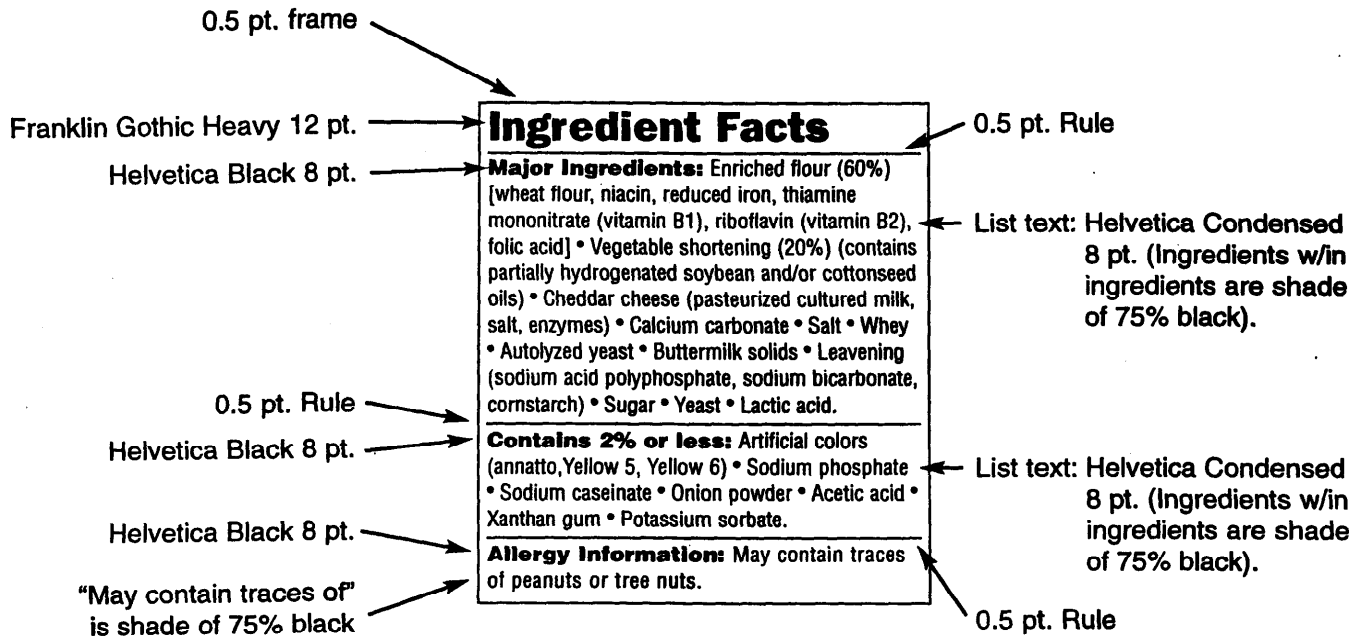 0.5 pt. frame
Franklin Gothic Heavy 12 pt.
Helvetica Black 8 pt.
0.5 pt. Rule
Helvetica Black 8 pt.
Helvetica Black 8 pt.
"May contain traces of"
is shade of 75% black
Ingredient Facts
Major Ingredients: Enriched flour (60%)
[wheat flour, niacin, reduced iron, thiamine
mononitrate (vitamin B1), riboflavin (vitamin B2),
folic acid] • Vegetable shortening (20%) (contains
partially hydrogenated soybean and/or cottonseed
oils) • Cheddar cheese (pasteurized cultured milk,
salt, enzymes) • Calcium carbonate • Salt • Whey
• Autolyzed yeast • Buttermilk solids • Leavening
(sodium acid polyphosphate, sodium bicarbonate,
cornstarch) • Sugar • Yeast • Lactic acid.
Contains 2% or less: Artificial colors
(annatto,Yellow 5, Yellow 6) • Sodium phosphate
• Sodium caseinate • Onion powder • Acetic acid •
Xanthan gum • Potassium sorbate.
Allergy Information: May contain traces
of peanuts or tree nuts.
0.5 pt. Rule
List text: Helvetica Condensed
8 pt. (Ingredients w/in
ingredients are shade
of 75% black).
List text: Helvetica Condensed
8 pt. (Ingredients w/in
ingredients are shade
of 75% black).
0.5 pt. Rule